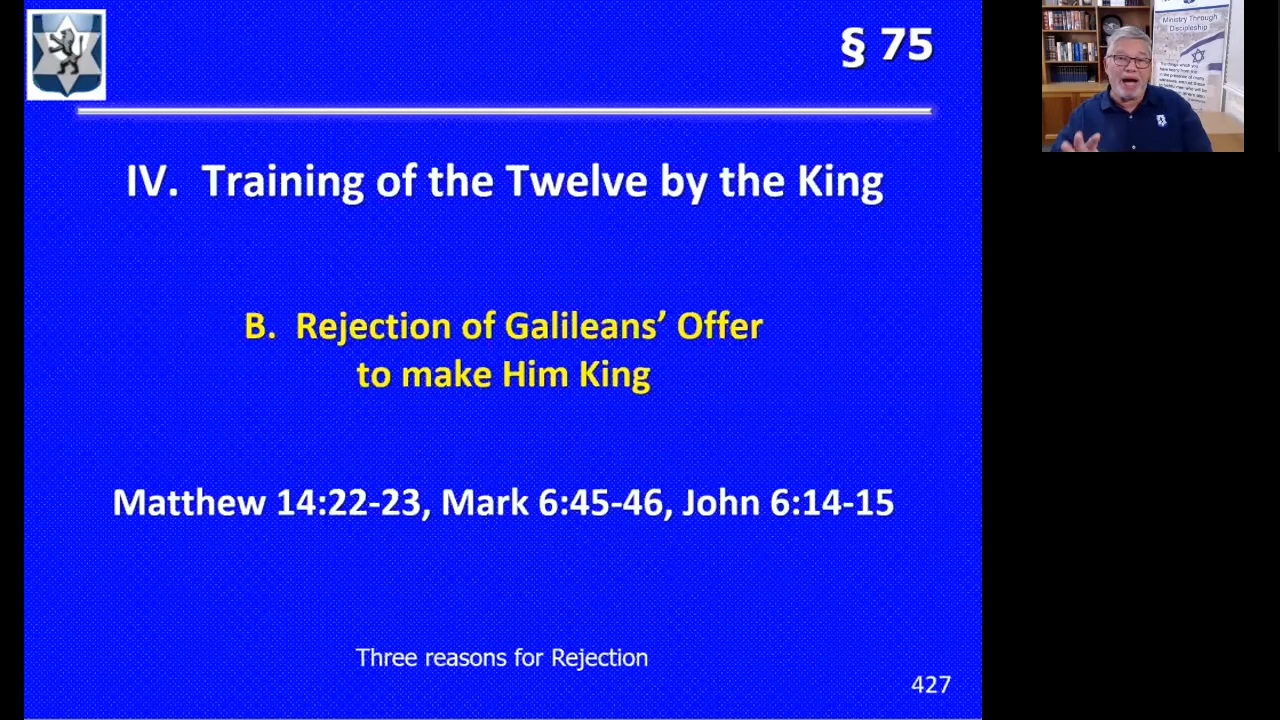 § 75
IV. Training of the Twelve by the King
B. Rejection of Galileans’ Offer
to make Him King
Matthew 14:22-23, Mark 6:45-46, John 6:14-15
Three reasons for Rejection
427
Ministry Through
Discipleship